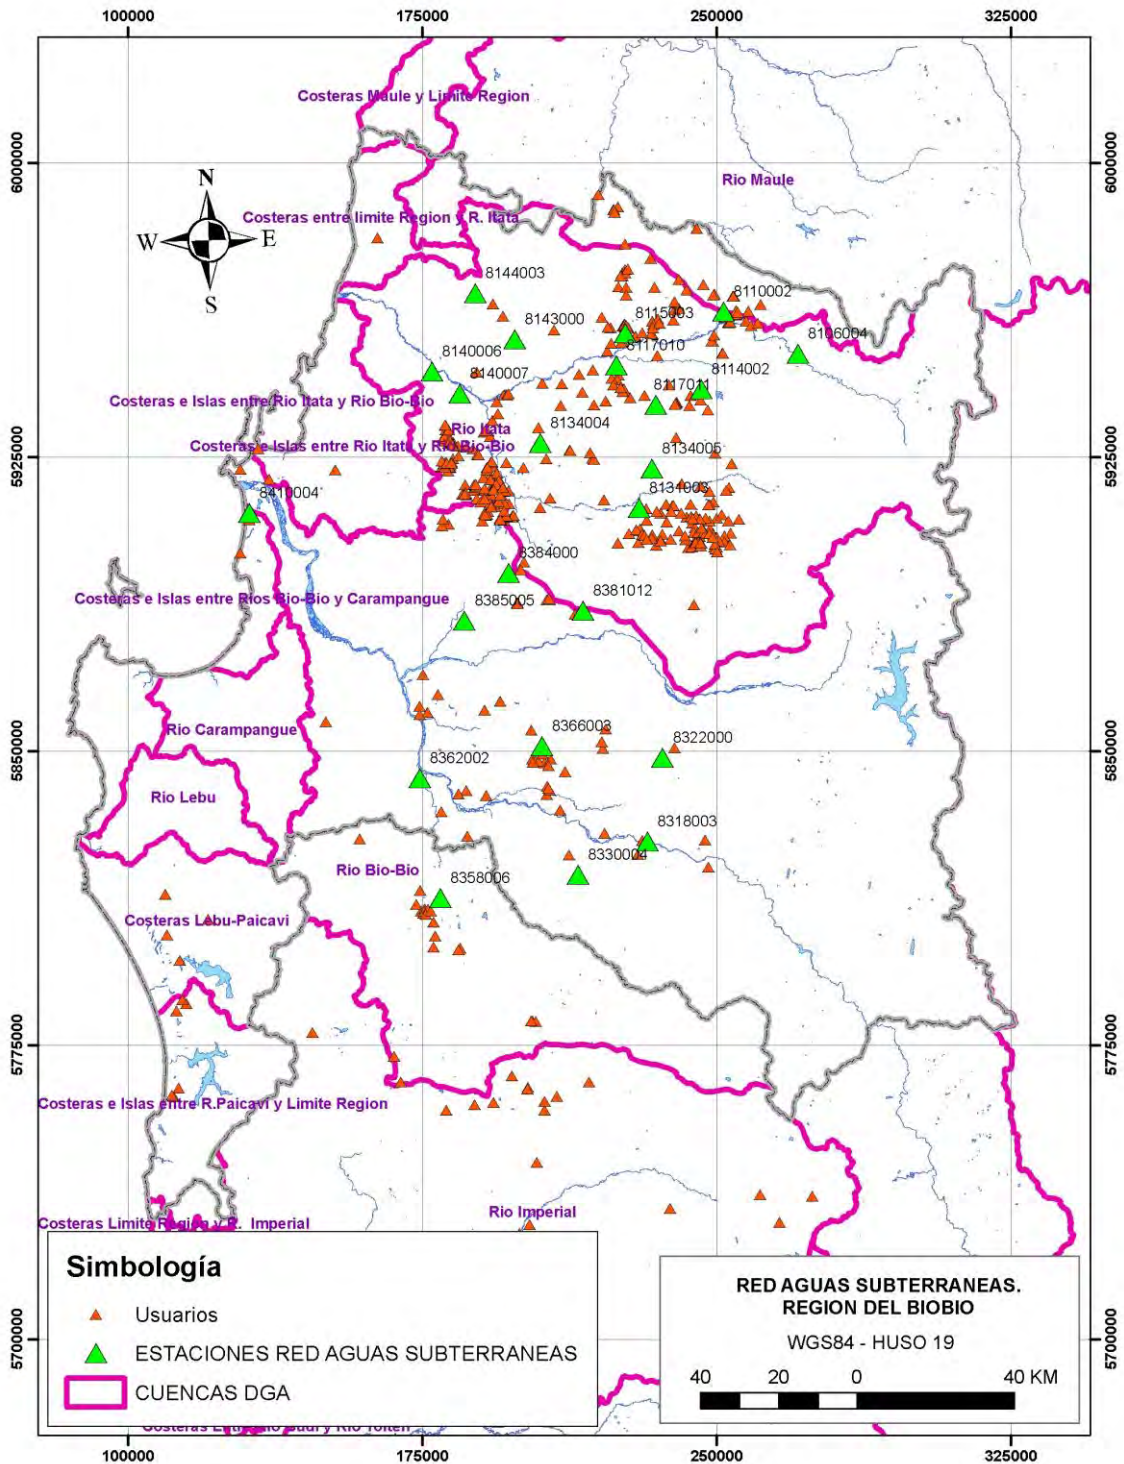 100000 175000 250000 325000
Costeras Maule y Limite Region
6000000 6000000
N
Rio Maule
Costeras entre limite Region y R. Itata
W E
S
8144003
8110002
8143000
8115003
8106004
8140006
8117010
8140007
8114002
8117011
Costeras e Islas entre Rio Itata y Rio Bio-Bio
8134004
Rio Itata
Costeras e Islas entre Rio Itata y Rio Bio-Bio
8134005
5925000 5925000
8410004
8131003
8384000
8381012
Costeras e Islas entre Rios Bio-Bio y Carampangue
8385005
Rio Carampangue
8366003
8322000
5850000 5850000
8362002
Rio Lebu
8318003
8330004
Rio Bio-Bio
8358006
Costeras Lebu-Paicavi
5775000 5775000
Costeras e Islas entre R.Paicavi y Limite Region
Rio Imperial
Costeras Limite Region y R. Imperial
Simbología
Usuarios
ESTACIONES RED AGUAS SUBTERRANEAS
CUENCAS DGA
RED AGUAS SUBTERRANEAS.
REGION DEL BIOBIO
WGS84 - HUSO 19
40 20 0 40 KM
5700000 5700000
100000 175000 250000 325000